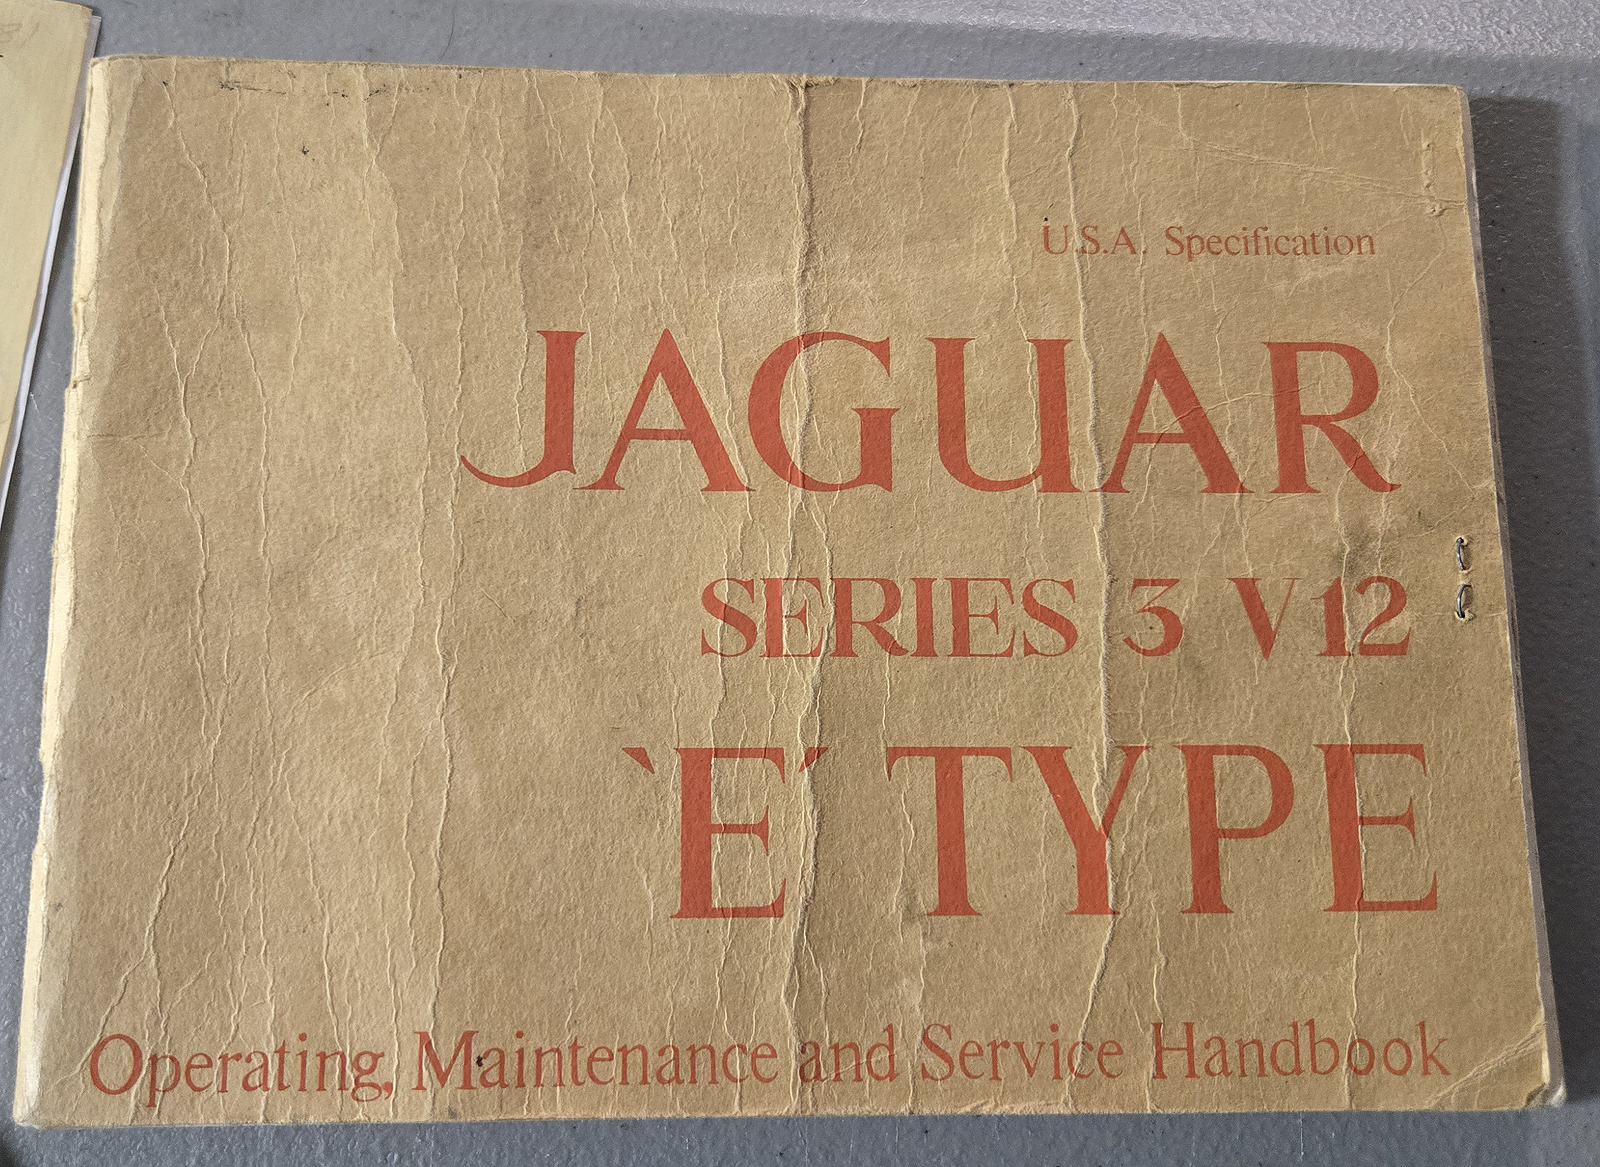 U.S.A. Specification
JAGUAR
SERIES 3 V12
`E´ TYPE
Operating, Maintenance and Service Handbook